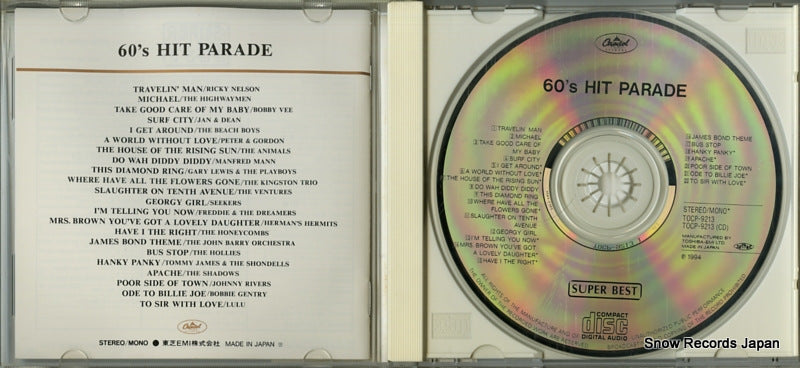 60's HIT PARADE
TRAVELIN' MAN/RICKY NELSON
MICHAEL/THE HIGHWAYMEN
TAKE GOOD CARE OF MY BABY/BOBBY VEE
SURF CITY/JAN & DEAN
I GET AROUND/THE BEACH BOYS
A WORLD WITHOUT LOVE/PETER & GORDON
THE HOUSE OF THE RISING SUN/THE ANIMALS
DO WAH DIDDY DIDDY/MANFRED MANN
THIS DIAMOND RING/GARY LEWIS & THE PLAYBOYS
WHERE HAVE ALL THE FLOWERS GONE/THE KINGSTON TRIO
SLAUGHTER ON TENTH AVENUE/THE VENTURES
GEORGY GIRL/SEEKERS
I'M TELLING YOU NOW/FREDDIE & THE DREAMERS
MRS. BROWN YOU'VE GOT A LOVELY DAUGHTER/HERMAN'S HERMITS
HAVE I THE RIGHT/THE HONEYCOMBS
JAMES BOND THEME/THE JOHN BARRY ORCHESTRA
BUS STOP/THE HOLLIES
HANKY PANKY/TOMMY JAMES & THE SHONDELLS
APACHE/THE SHADOWS
POOR SIDE OF TOWN/JOHNNY RIVERS
ODE TO BILLIE JOE/BOBBIE GENTRY
TO SIR WITH LOVE/LULU
Capitol
STEREO/MONO ● 東芝EMI株式会社 MADE IN JAPAN
Capitol
60's HIT PARADE
TRAVELIN' MAN
MICHAEL
TAKE GOOD CARE OF
MY BABY
SURF CITY
I GET AROUND*
A WORLD WITHOUT LOVE*
THE HOUSE OF THE RISING SUN*
DO WAH DIDDY DIDDY
THIS DIAMOND RING
WHERE HAVE ALL THE
FLOWERS GONE*
SLAUGHTER ON TENTH
AVENUE
GEORGY GIRL
I'M TELLING YOU NOW*
MRS. BROWN YOU'VE GOT
A LOVELY DAUGHTER*
HAVE I THE RIGHT*
JAMES BOND THEME
BUS STOP
HANKY PANKY*
APACHE*
POOR SIDE OF TOWN
ODE TO BILLIE JOE*
TO SIR WITH LOVE*
STEREO/MONO*
TOCP-9213
TOCP-9213 (CD)
MANUFACTURED BY
TOSHIBA-EMI LTD.
MADE IN JAPAN
℗ 1994
SUPER BEST
COMPACT
disc
DIGITAL AUDIO
Snow Records Japan